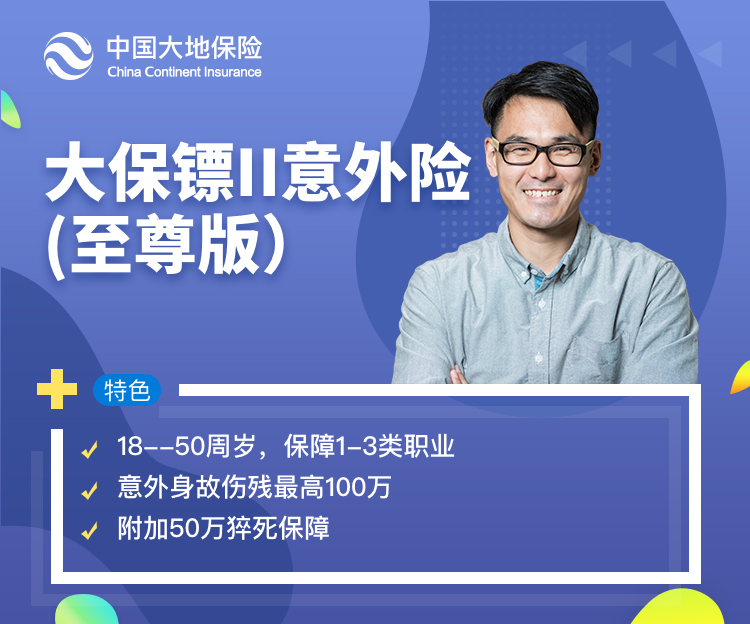 中国大地保险
China Continent Insurance
大保镖II意外险
(至尊版）
特色
18--50周岁，保障1-3类职业
意外身故伤残最高100万
附加50万猝死保障